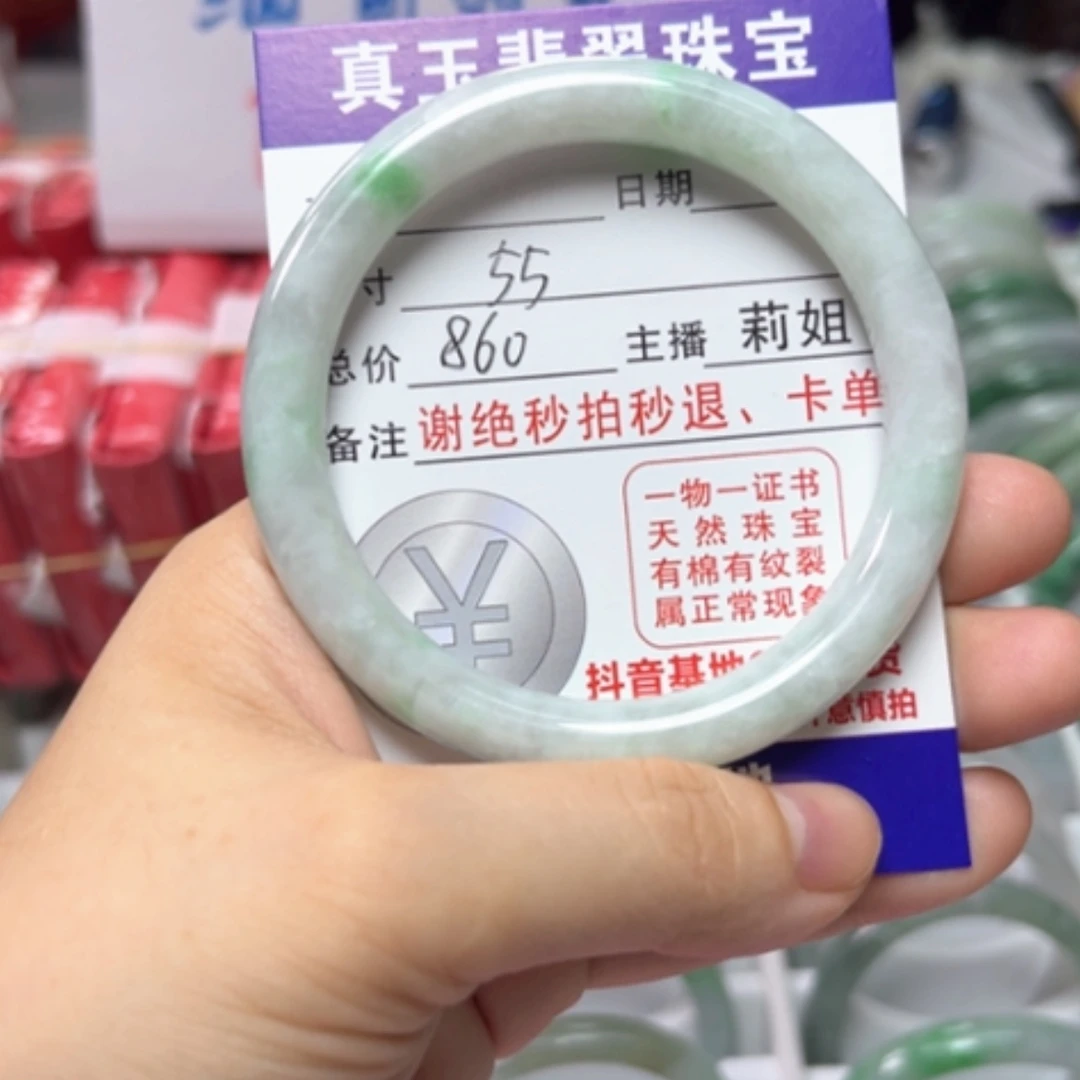 真玉翡翠珠宝
日期
寸 55
总价 860 主播 莉姐
备注 谢绝秒拍秒退、卡单
一物一证书
天然珠宝
有棉有纹裂
属正常现象
抖音基地
慎拍